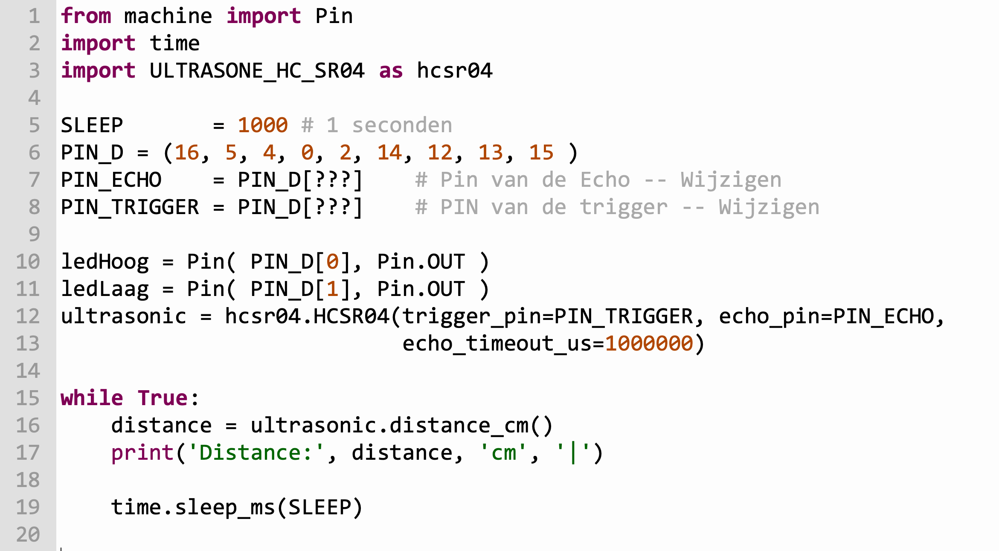 1 from machine import Pin
2 import time
3 import ULTRASONE_HC_SR04 as hcsr04
4
5 SLEEP       = 1000 # 1 seconden
6 PIN_D = (16, 5, 4, 0, 2, 14, 12, 13, 15 )
7 PIN_ECHO    = PIN_D[???]    # Pin van de Echo -- Wijzigen
8 PIN_TRIGGER = PIN_D[???]    # PIN van de trigger -- Wijzigen
9
10 ledHoog = Pin( PIN_D[0], Pin.OUT )
11 ledLaag = Pin( PIN_D[1], Pin.OUT )
12 ultrasonic = hcsr04.HCSR04(trigger_pin=PIN_TRIGGER, echo_pin=PIN_ECHO,
13                            echo_timeout_us=1000000)
14
15 while True:
16     distance = ultrasonic.distance_cm()
17     print('Distance:', distance, 'cm', '|')
18
19     time.sleep_ms(SLEEP)
20